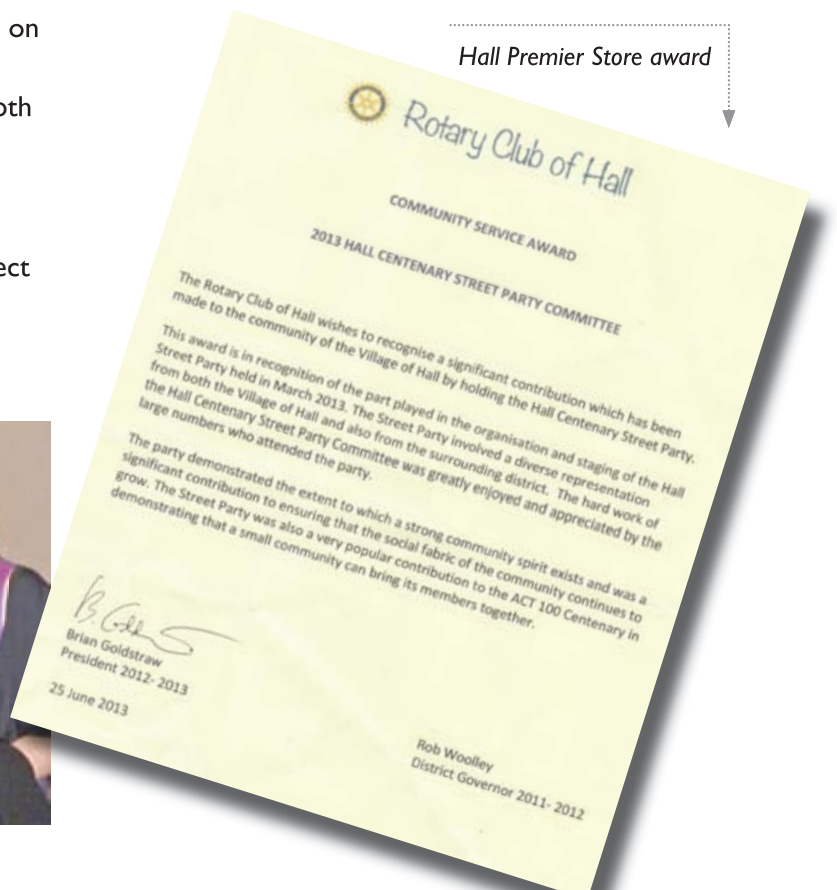 on
oth
ect
Hall Premier Store award
Rotary Club of Hall
COMMUNITY SERVICE AWARD
2013 HALL CENTENARY STREET PARTY COMMITTEE
The Rotary Club of Hall wishes to recognise a significant contribution which has been
made to the community of the Village of Hall by holding the Hall Centenary Street Party.
This award is in recognition of the part played in the organisation and staging of the Hall
Street Party held in March 2013. The Street Party involved a diverse representation
from both the Village of Hall and also from the surrounding district. The hard work of
the Hall Centenary Street Party Committee was greatly enjoyed and appreciated by the
large numbers who attended the party.
The party demonstrated the extent to which a strong community spirit exists and was a
significant contribution to ensuring that the social fabric of the community continues to
grow. The Street Party was also a very popular contribution to the ACT 100 Centenary in
demonstrating that a small community can bring its members together.
Brian Goldstraw
President 2012- 2013
25 June 2013
Rob Woolley
District Governor 2011- 2012